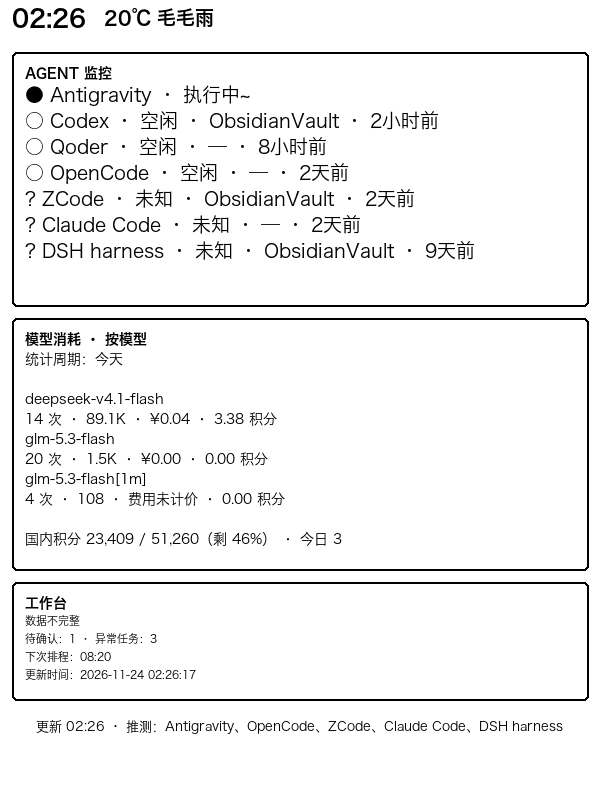 02:26 20℃ 毛毛雨
AGENT 监控
● Antigravity · 执行中~
○ Codex · 空闲 · ObsidianVault · 2小时前
○ Qoder · 空闲 · — · 8小时前
○ OpenCode · 空闲 · — · 2天前
? ZCode · 未知 · ObsidianVault · 2天前
? Claude Code · 未知 · — · 2天前
? DSH harness · 未知 · ObsidianVault · 9天前
模型消耗 · 按模型
统计周期：今天
deepseek-v4.1-flash
14 次 · 89.1K · ¥0.04 · 3.38 积分
glm-5.3-flash
20 次 · 1.5K · ¥0.00 · 0.00 积分
glm-5.3-flash[1m]
4 次 · 108 · 费用未计价 · 0.00 积分
国内积分 23,409 / 51,260（剩 46%） · 今日 3
工作台
数据不完整
待确认：1 · 异常任务：3
下次排程：08:20
更新时间：2026-11-24 02:26:17
更新 02:26 · 推测：Antigravity、OpenCode、ZCode、Claude Code、DSH harness